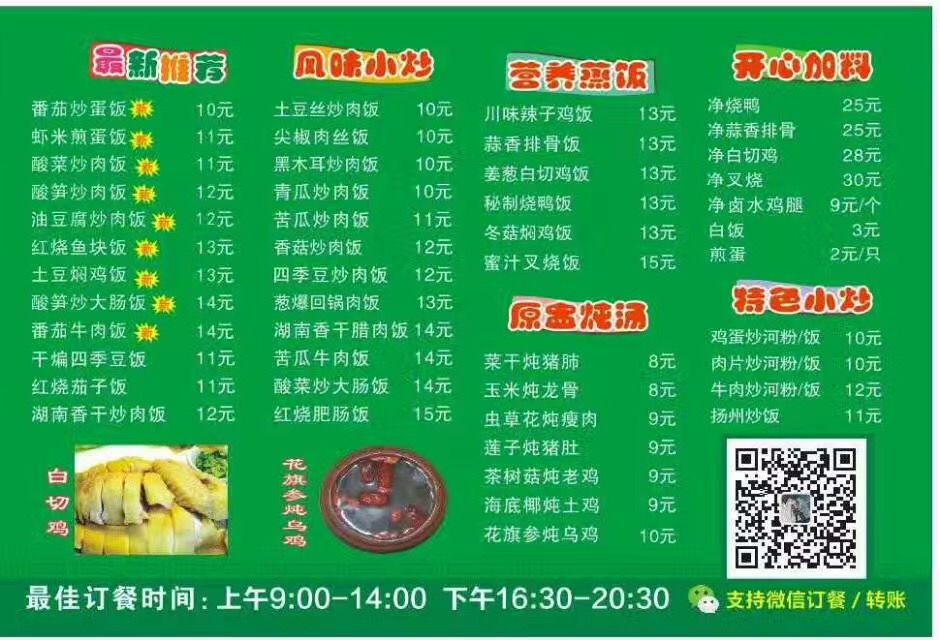 最新推荐
番茄炒蛋饭 新 10元
虾米煎蛋饭 新 11元
酸菜炒肉饭 新 11元
酸笋炒肉饭 新 12元
油豆腐炒肉饭 新 12元
红烧鱼块饭 新 13元
土豆焖鸡饭 新 13元
酸笋炒大肠饭 新 14元
番茄牛肉饭 新 14元
干煸四季豆饭 11元
红烧茄子饭 11元
湖南香干炒肉饭 12元
白切鸡
风味小炒
土豆丝炒肉饭 10元
尖椒肉丝饭 10元
黑木耳炒肉饭 10元
青瓜炒肉饭 10元
苦瓜炒肉饭 11元
香菇炒肉饭 12元
四季豆炒肉饭 12元
葱爆回锅肉饭 13元
湖南香干腊肉饭 14元
苦瓜牛肉饭 14元
酸菜炒大肠饭 14元
红烧肥肠饭 15元
花旗参炖乌鸡
营养蒸饭
川味辣子鸡饭 13元
蒜香排骨饭 13元
姜葱白切鸡饭 13元
秘制烧鸭饭 13元
冬菇焖鸡饭 13元
蜜汁叉烧饭 15元
原盅炖汤
菜干炖猪肺 8元
玉米炖龙骨 8元
虫草花炖瘦肉 9元
莲子炖猪肚 9元
茶树菇炖老鸡 9元
海底椰炖土鸡 9元
花旗参炖乌鸡 10元
开心加料
净烧鸭 25元
净蒜香排骨 25元
净白切鸡 28元
净叉烧 30元
净卤水鸡腿 9元/个
白饭 3元
煎蛋 2元/只
特色小炒
鸡蛋炒河粉/饭 10元
肉片炒河粉/饭 10元
牛肉炒河粉/饭 12元
扬州炒饭 11元
最佳订餐时间:上午9:00-14:00 下午16:30-20:30 支持微信订餐/转账